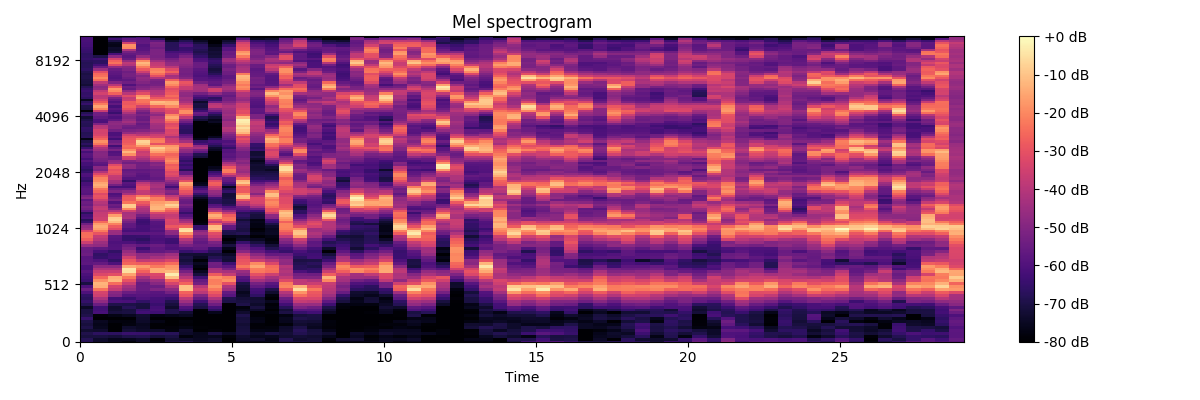 Mel spectrogram
Hz
8192
4096
2048
1024
512
0
0 5 10 15 20 25
Time
+0 dB
-10 dB
-20 dB
-30 dB
-40 dB
-50 dB
-60 dB
-70 dB
-80 dB